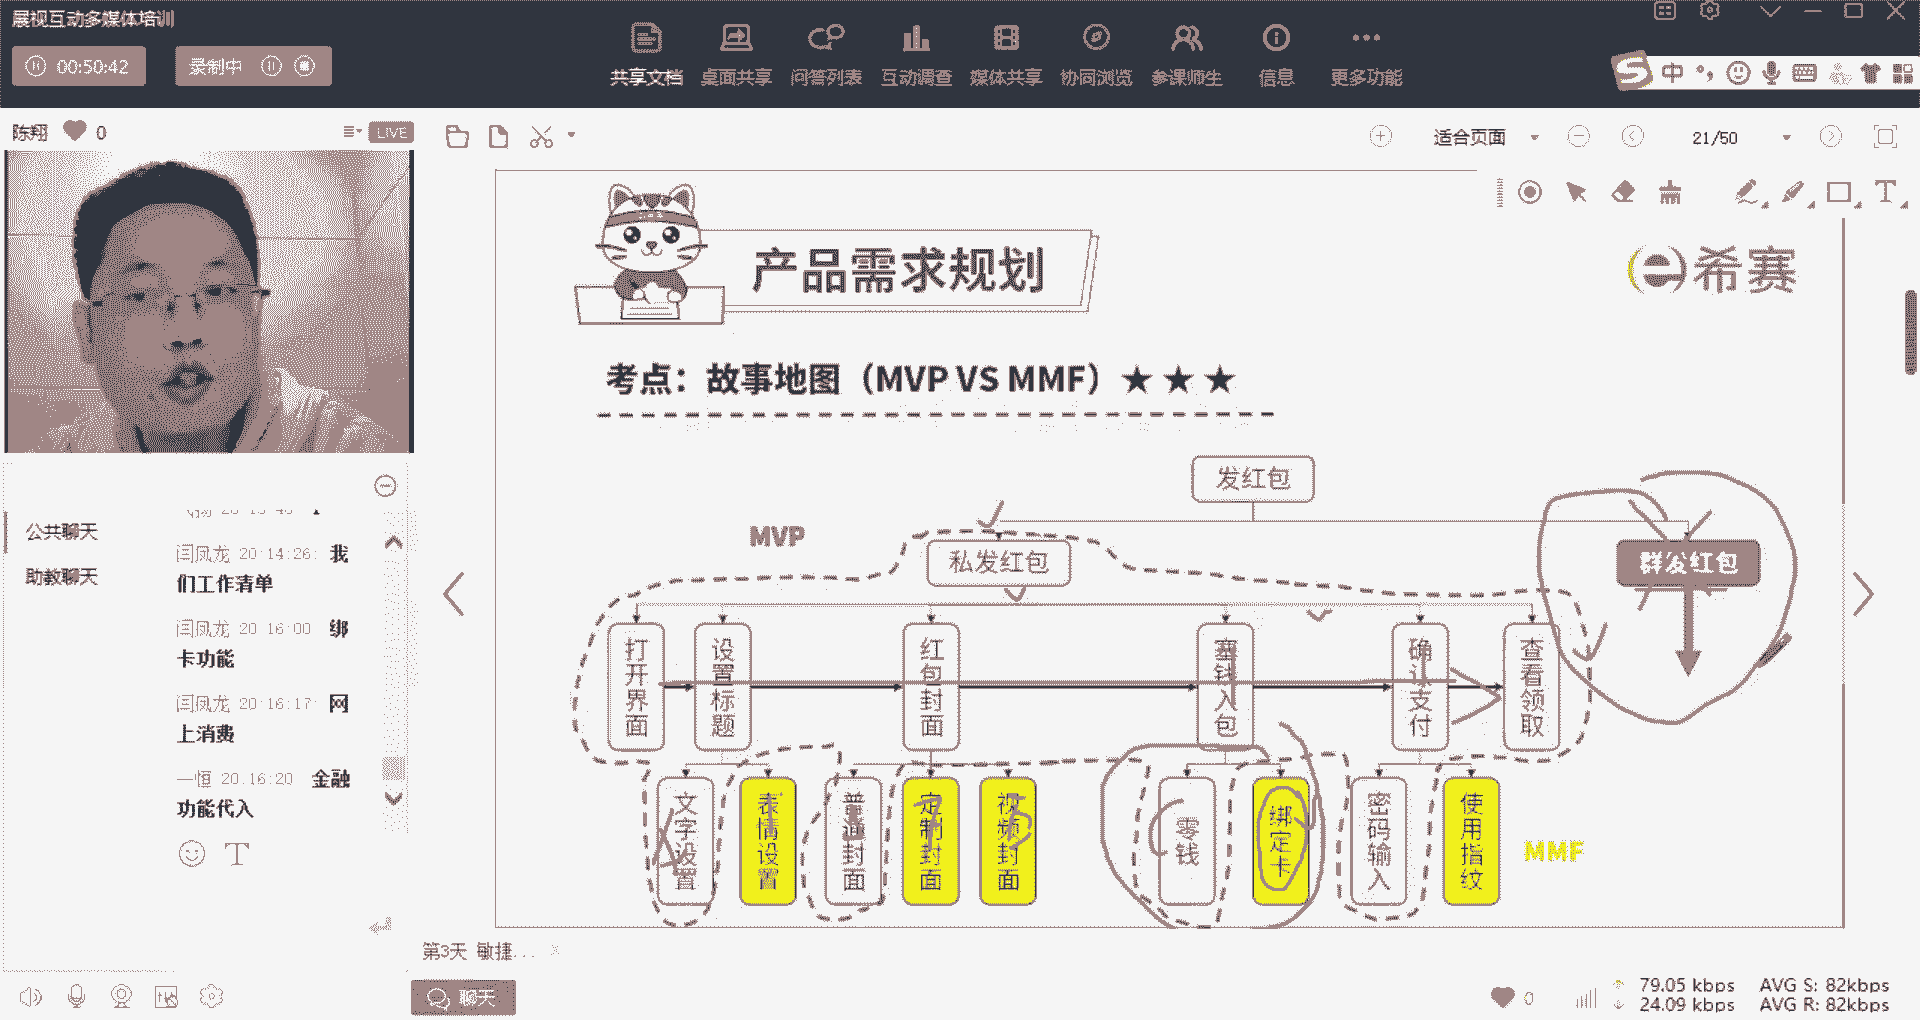 展视互动多媒体培训
00:50:42
录制中
共享文档 桌面共享 问答列表 互动调查 媒体共享 协同浏览 参课师生 信息 更多功能
中
陈翔 0
LIVE
适合页面
21/50
公共聊天
助教聊天
闫凤龙 20:14:26: 我
们工作清单
闫凤龙 20:16:00 绑
卡功能
闫凤龙 20:16:17: 网
上消费
一恒 20:16:20 金融
功能代入
产品需求规划
希赛
考点：故事地图（MVP VS MMF）★ ★ ★
发红包
MVP
私发红包
群发红包
打开界面
设置标题
红包封面
塞钱入包
确认支付
查看领取
文字设置
表情设置
普通封面
定制封面
视频封面
零钱
绑定卡
密码输入
使用指纹
MMF
第3天 敏捷...
聊天
0
79.05 kbps AVG S: 82kbps
24.09 kbps AVG R: 82kbps